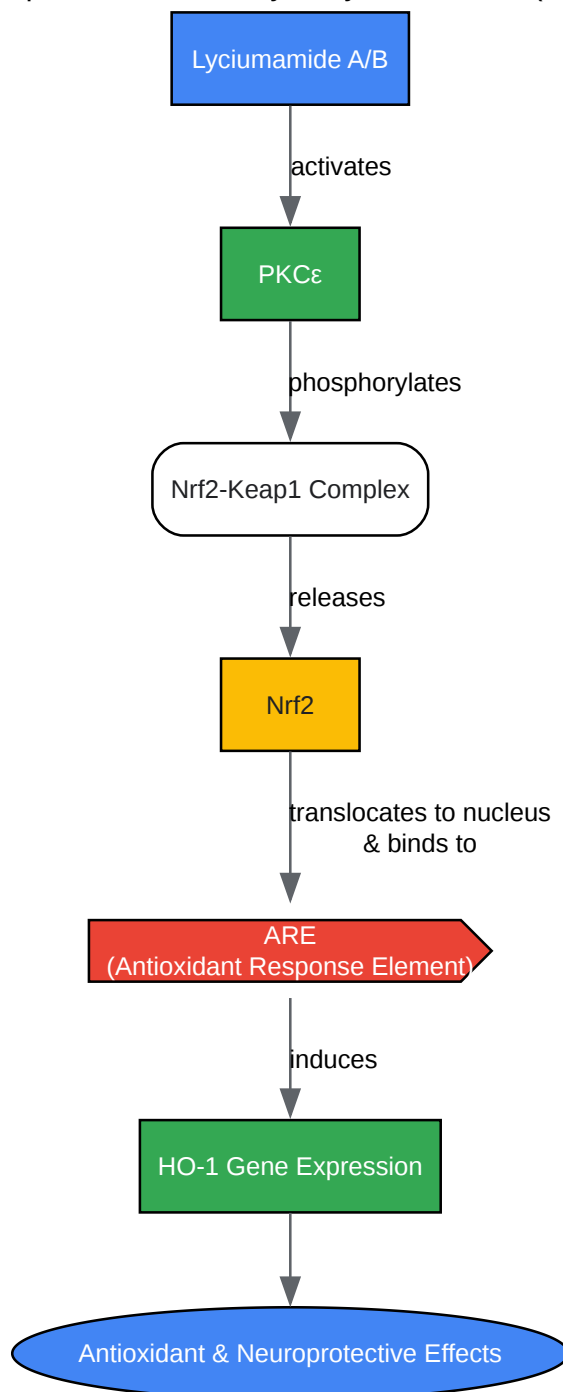 Lyciumamide A/B
activates
PKCε
phosphorylates
Nrf2-Keap1 Complex
releases
Nrf2
translocates to nucleus
& binds to
ARE
(Antioxidant Response Element)
induces
HO-1 Gene Expression
Antioxidant & Neuroprotective Effects